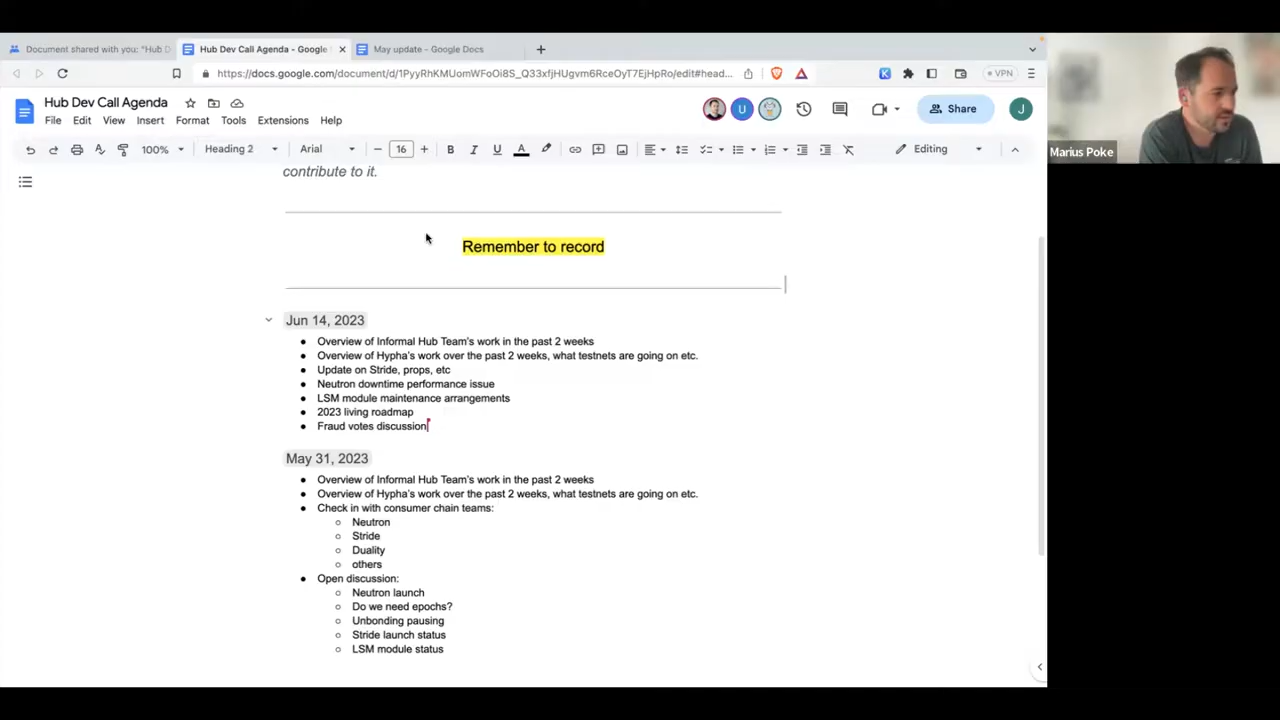 Document shared with you: "Hub D
Hub Dev Call Agenda - Google
May update - Google Docs
https://docs.google.com/document/d/1PyyRhKMUomWFoOi8S_Q33xfjHUgvm6RceOyT7EjHpRo/edit#head...
VPN
Hub Dev Call Agenda
Share
J
U
File Edit View Insert Format Tools Extensions Help
100% Heading 2 Arial 16 B I U A Editing
Marius Poke
contribute to it.
Remember to record
Jun 14, 2023
● Overview of Informal Hub Team's work in the past 2 weeks
● Overview of Hypha's work over the past 2 weeks, what testnets are going on etc.
● Update on Stride, props, etc
● Neutron downtime performance issue
● LSM module maintenance arrangements
● 2023 living roadmap
● Fraud votes discussion
May 31, 2023
● Overview of Informal Hub Team's work in the past 2 weeks
● Overview of Hypha's work over the past 2 weeks, what testnets are going on etc.
● Check in with consumer chain teams:
○ Neutron
○ Stride
○ Duality
○ others
● Open discussion:
○ Neutron launch
○ Do we need epochs?
○ Unbonding pausing
○ Stride launch status
○ LSM module status